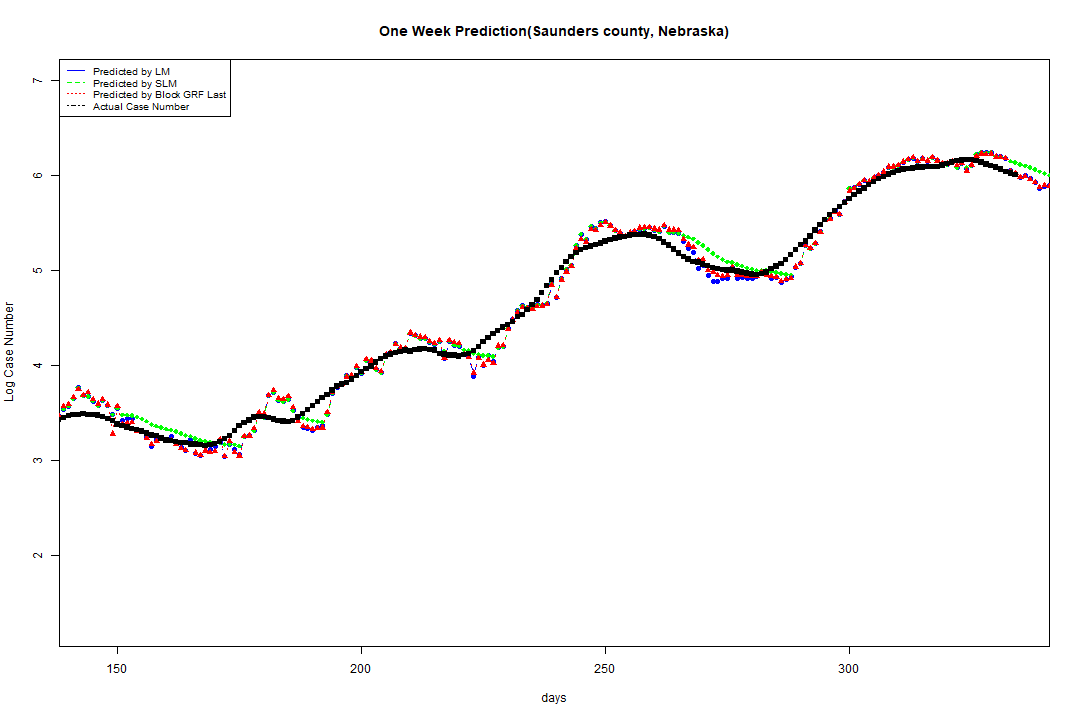 One Week Prediction(Saunders county, Nebraska)
Predicted by LM
Predicted by SLM
Predicted by Block GRF Last
Actual Case Number
7
6
5
4
3
2
Log Case Number
150 200 250 300
days